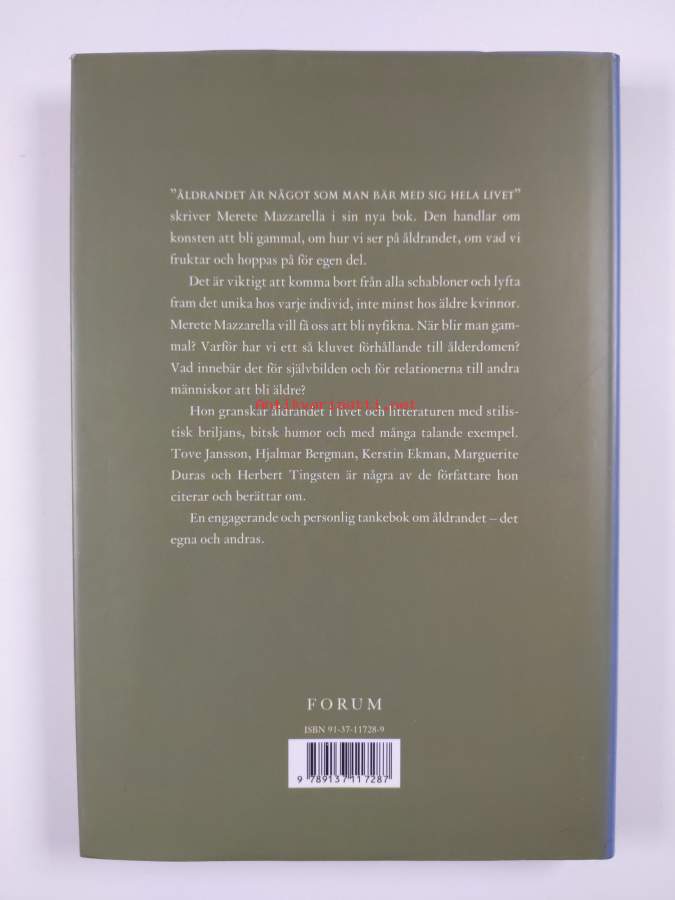 "ÅLDRANDET ÄR NÅGOT SOM MAN BÄR MED SIG HELA LIVET"
skriver Merete Mazzarella i sin nya bok. Den handlar om
konsten att bli gammal, om hur vi ser på åldrandet, om vad vi
fruktar och hoppas på för egen del.
Det är viktigt att komma bort från alla schabloner och lyfta
fram det unika hos varje individ, inte minst hos äldre kvinnor.
Merete Mazzarella vill få oss att bli nyfikna. När blir man gam-
mal? Varför har vi ett så kluvet förhållande till ålderdomen?
Vad innebär det för självbilden och för relationerna till andra
människor att bli äldre?
Antikvariaatti.net
Hon granskar åldrandet i livet och litteraturen med stilis-
tisk briljans, bitsk humor och med många talande exempel.
Tove Jansson, Hjalmar Bergman, Kerstin Ekman, Marguerite
Duras och Herbert Tingsten är några av de författare hon
citerar och berättar om.
En engagerande och personlig tankebok om åldrandet – det
egna och andras.
FORUM
ISBN 91-37-11728-9
9 789137 117287